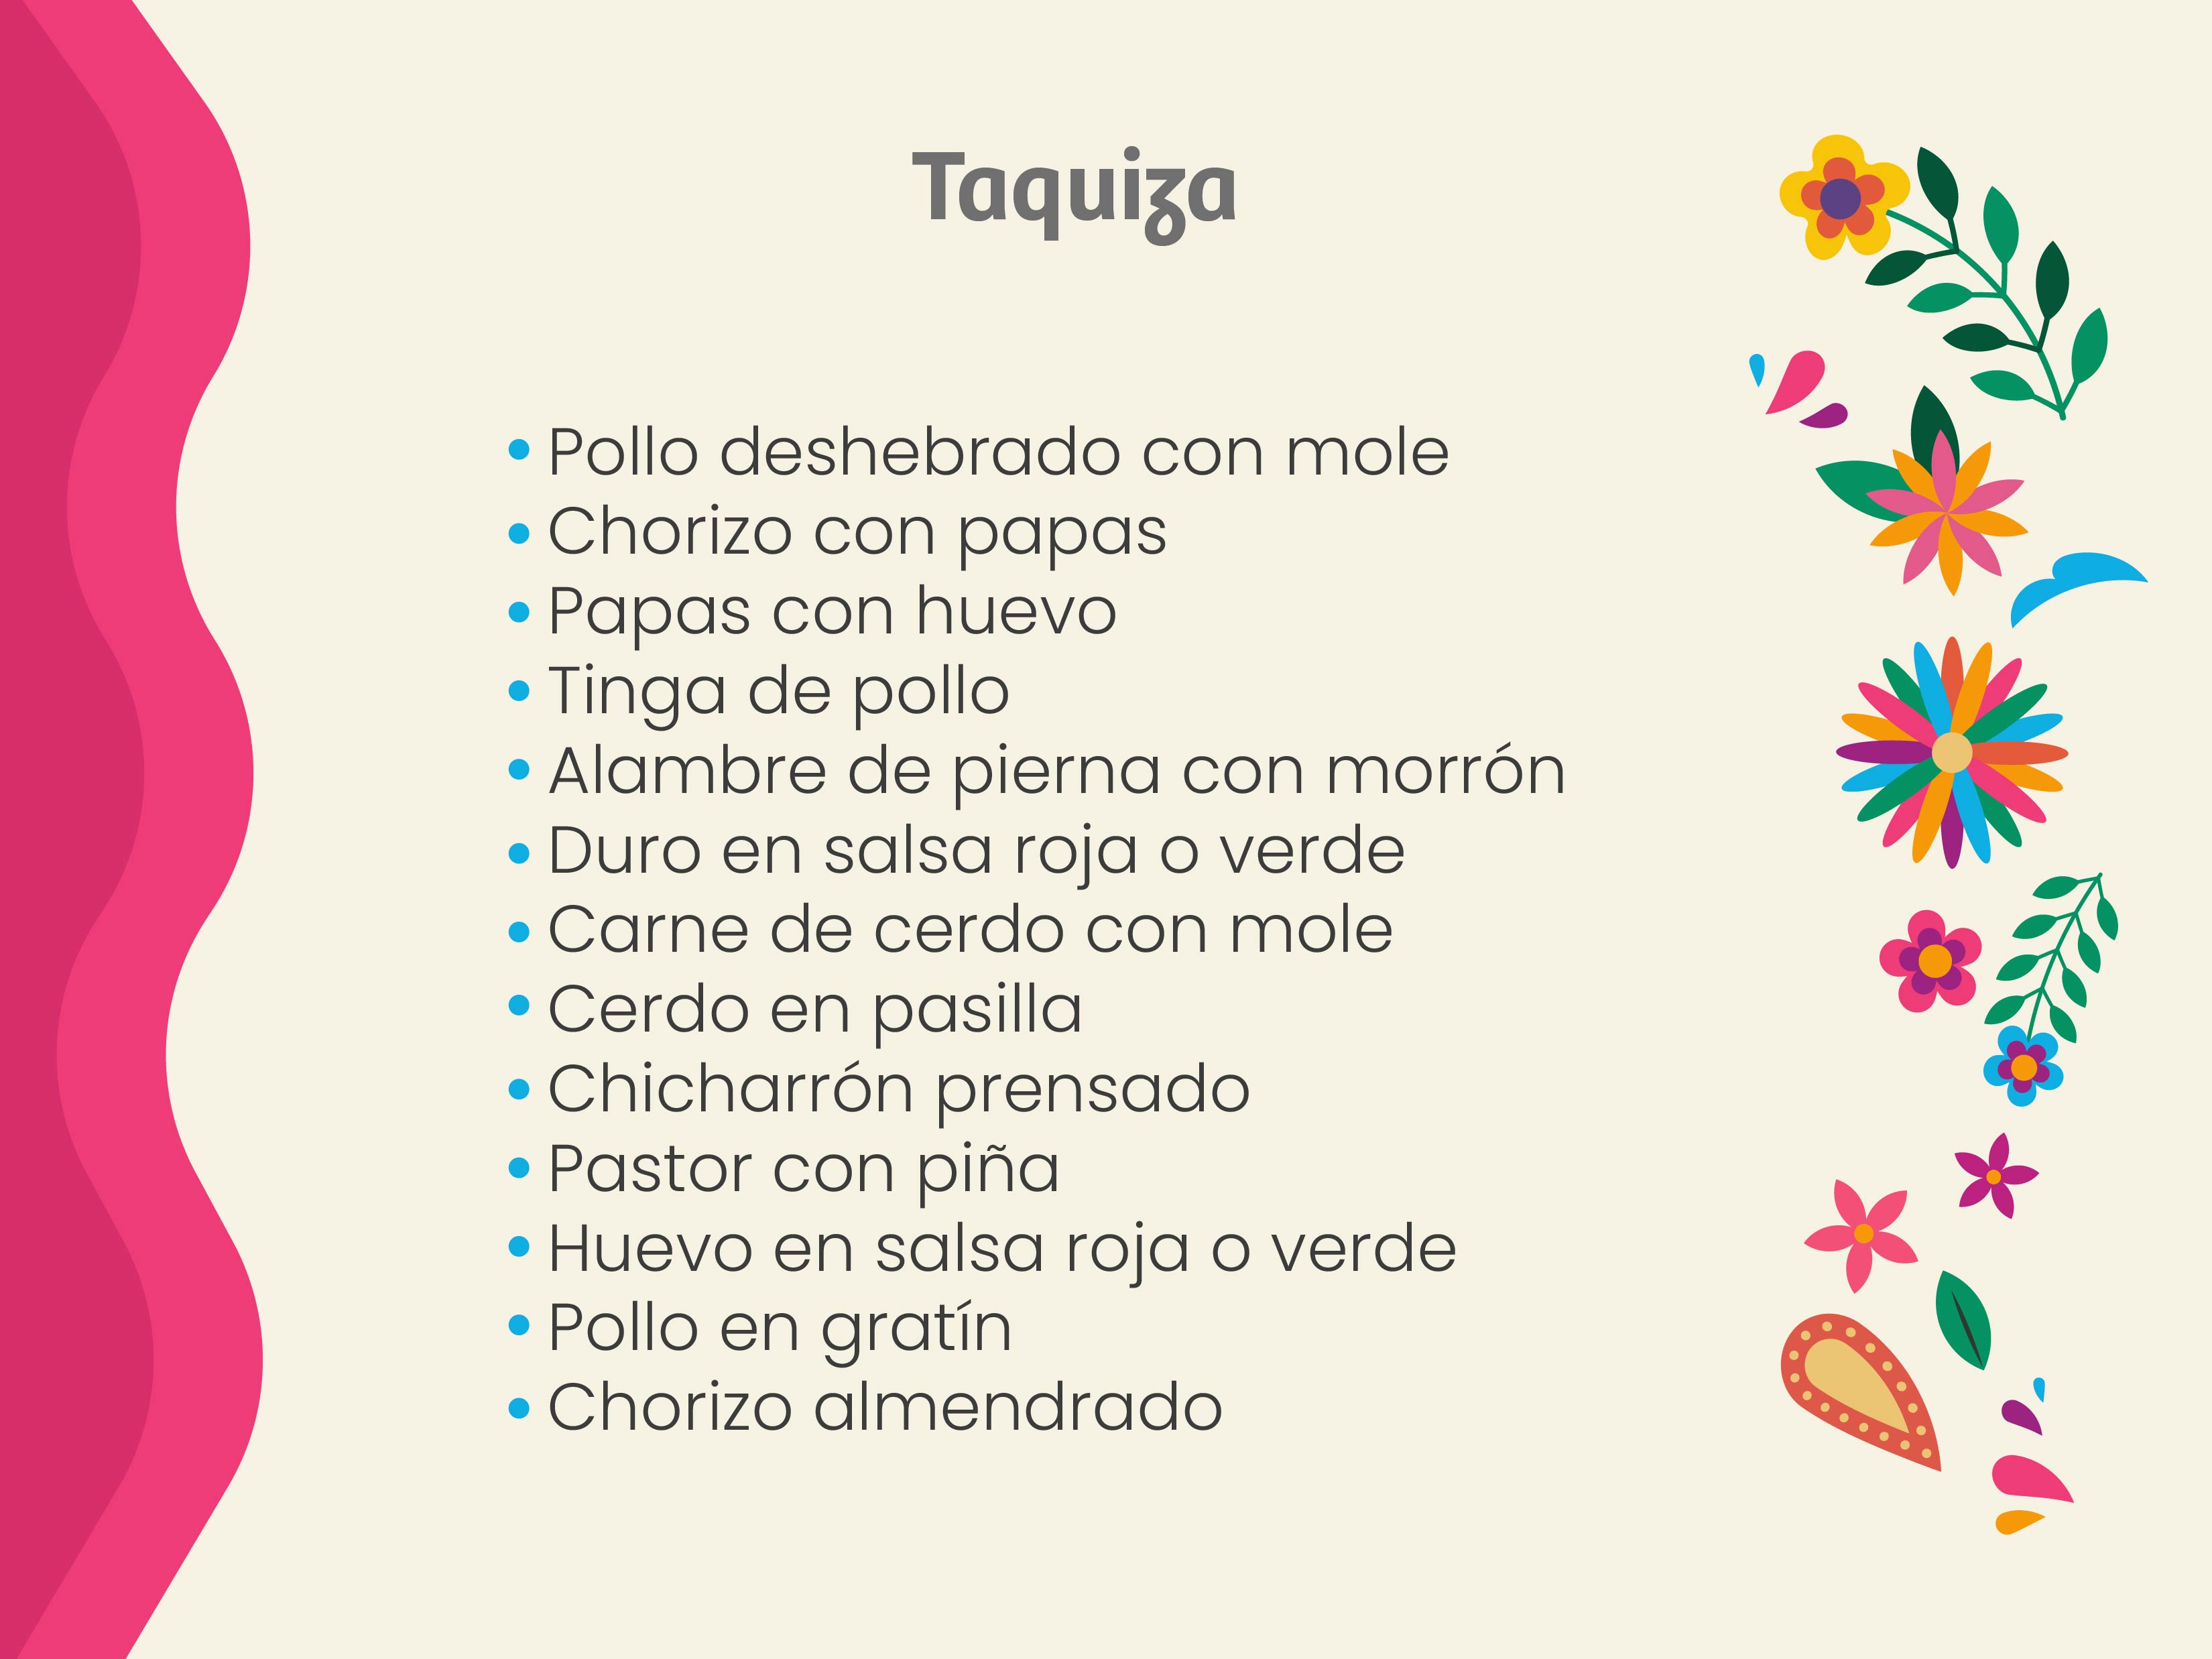 Taquiza
• Pollo deshebrado con mole
• Chorizo con papas
• Papas con huevo
• Tinga de pollo
• Alambre de pierna con morrón
• Duro en salsa roja o verde
• Carne de cerdo con mole
• Cerdo en pasilla
• Chicharrón prensado
• Pastor con piña
• Huevo en salsa roja o verde
• Pollo en gratín
• Chorizo almendrado